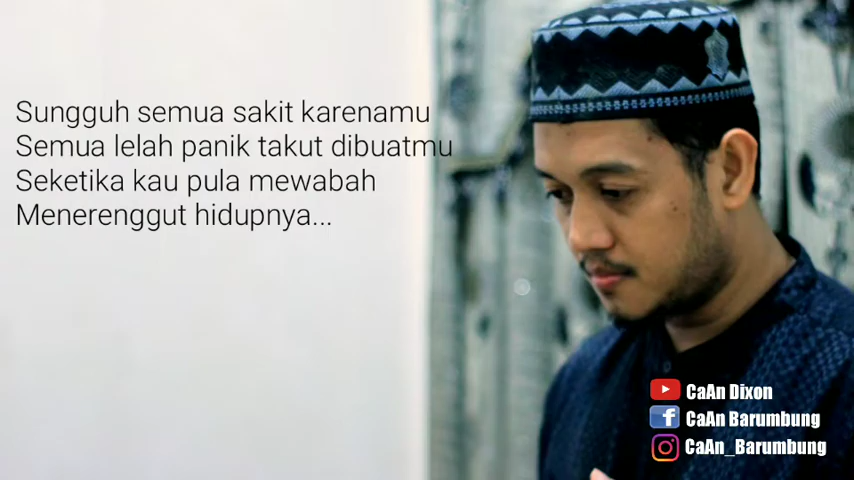 Sungguh semua sakit karenamu
Semua lelah panik takut dibuatmu
Seketika kau pula mewabah
Menerenggut hidupnya...
CaAn Dixon
CaAn Barumbung
CaAn_Barumbung